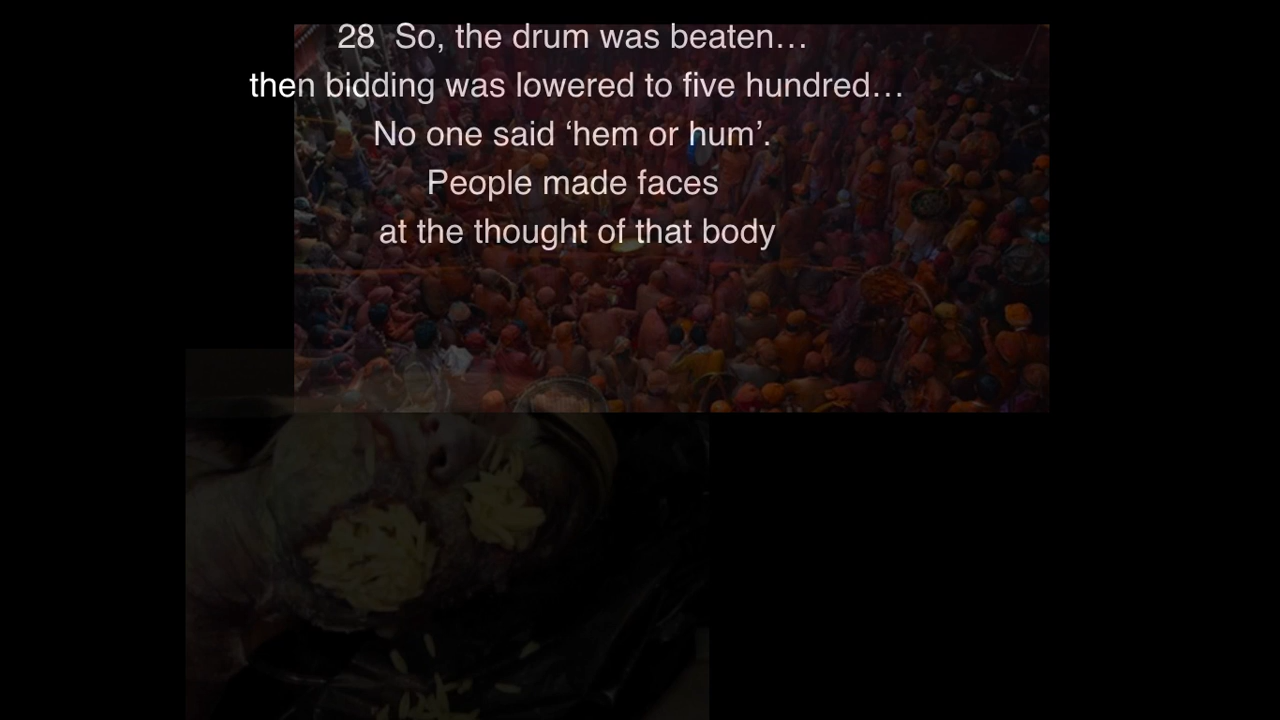 28 So, the drum was beaten…
then bidding was lowered to five hundred…
No one said ‘hem or hum’.
People made faces
at the thought of that body